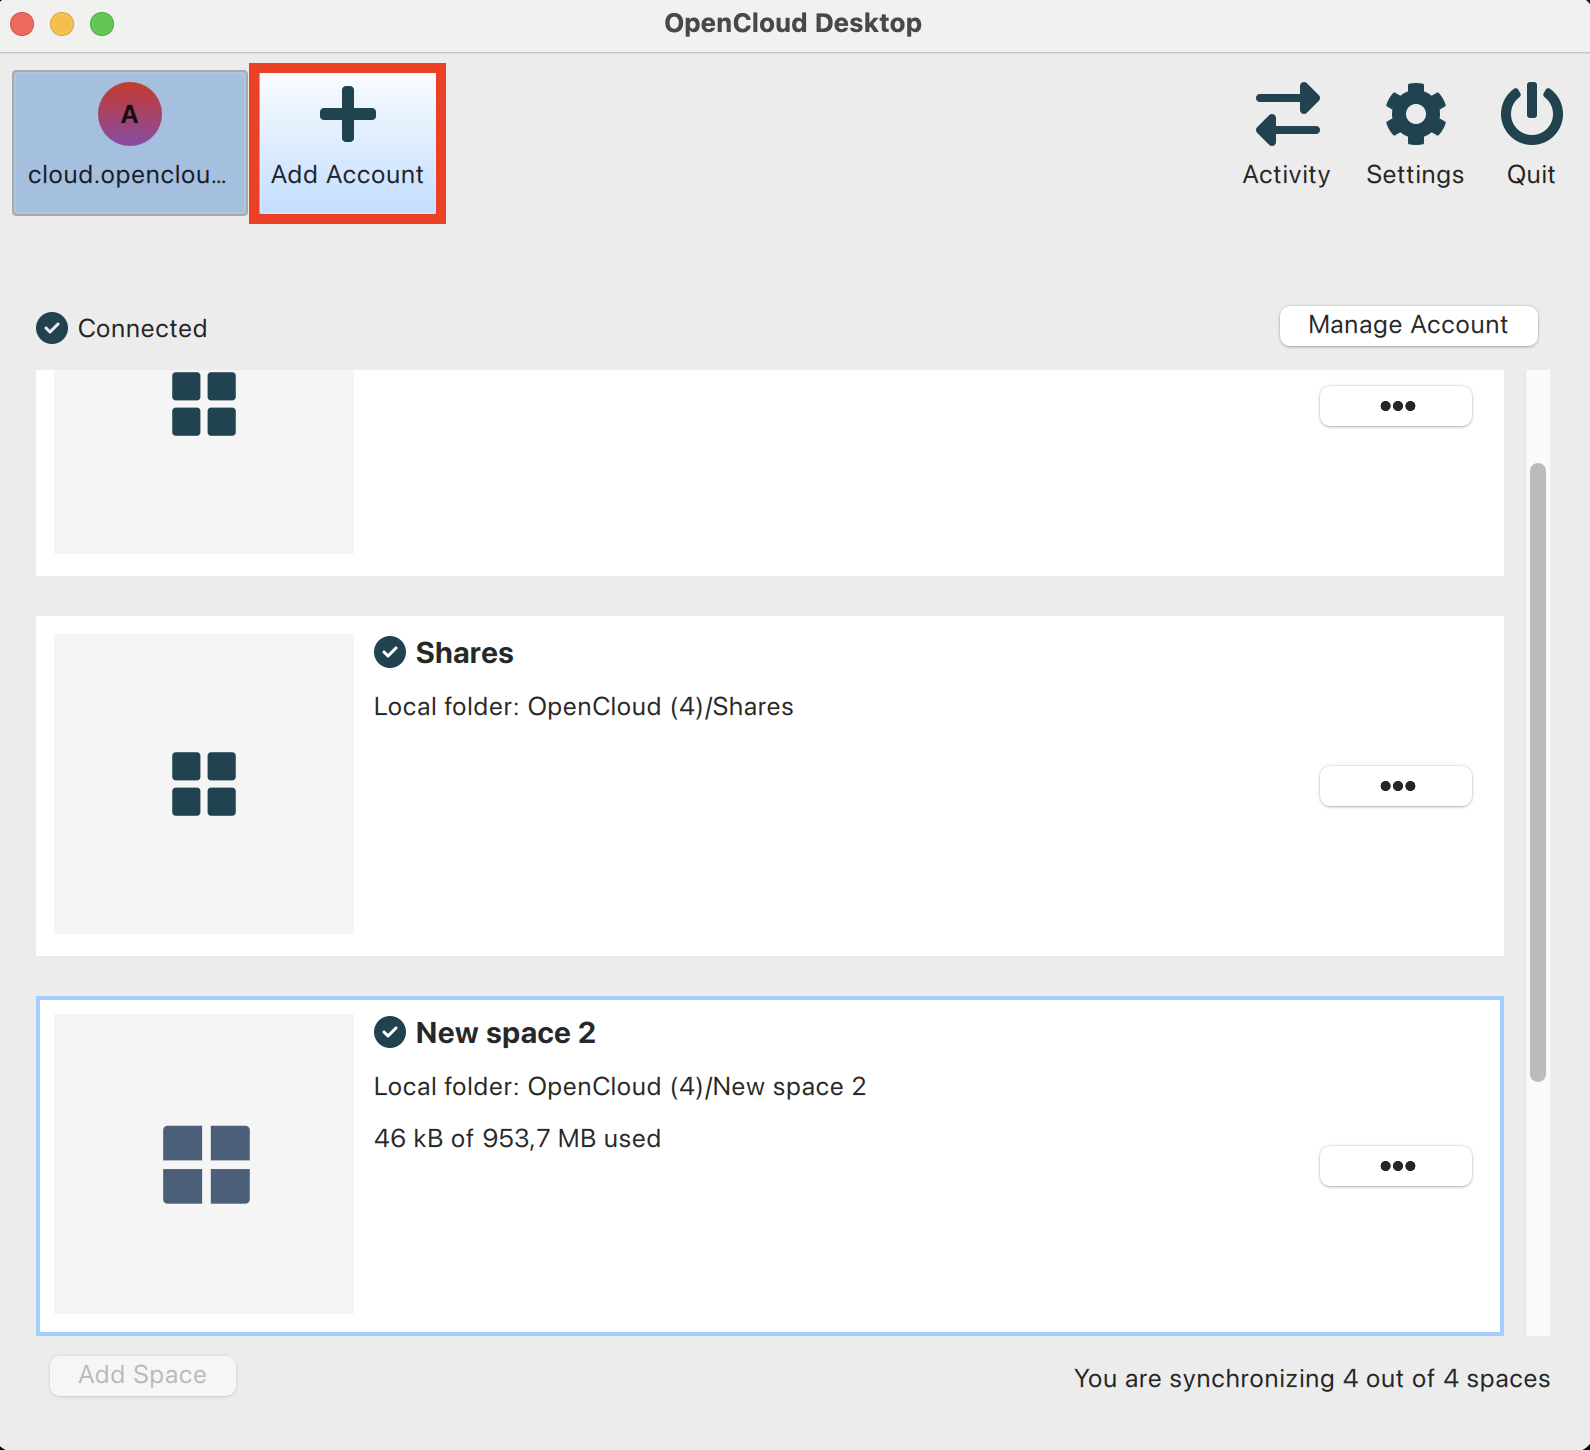 OpenCloud Desktop
A
cloud.openclou...
Add Account
Activity
Settings
Quit
Connected
Manage Account
Shares
Local folder: OpenCloud (4)/Shares
New space 2
Local folder: OpenCloud (4)/New space 2
46 kB of 953,7 MB used
Add Space
You are synchronizing 4 out of 4 spaces